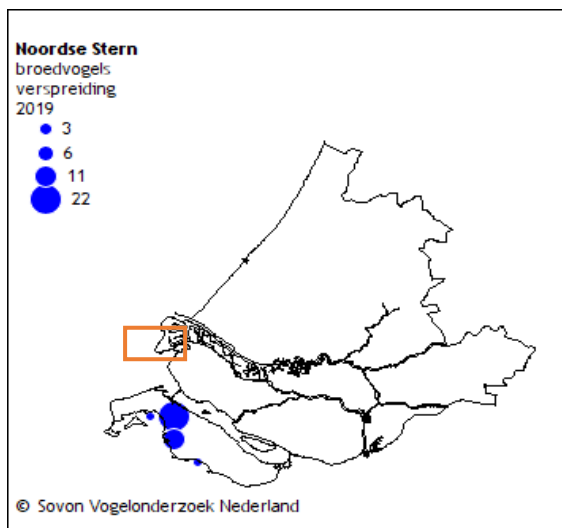 Noordse Stern
broedvogels
verspreiding
2019
3
6
11
22
© Sovon Vogelonderzoek Nederland